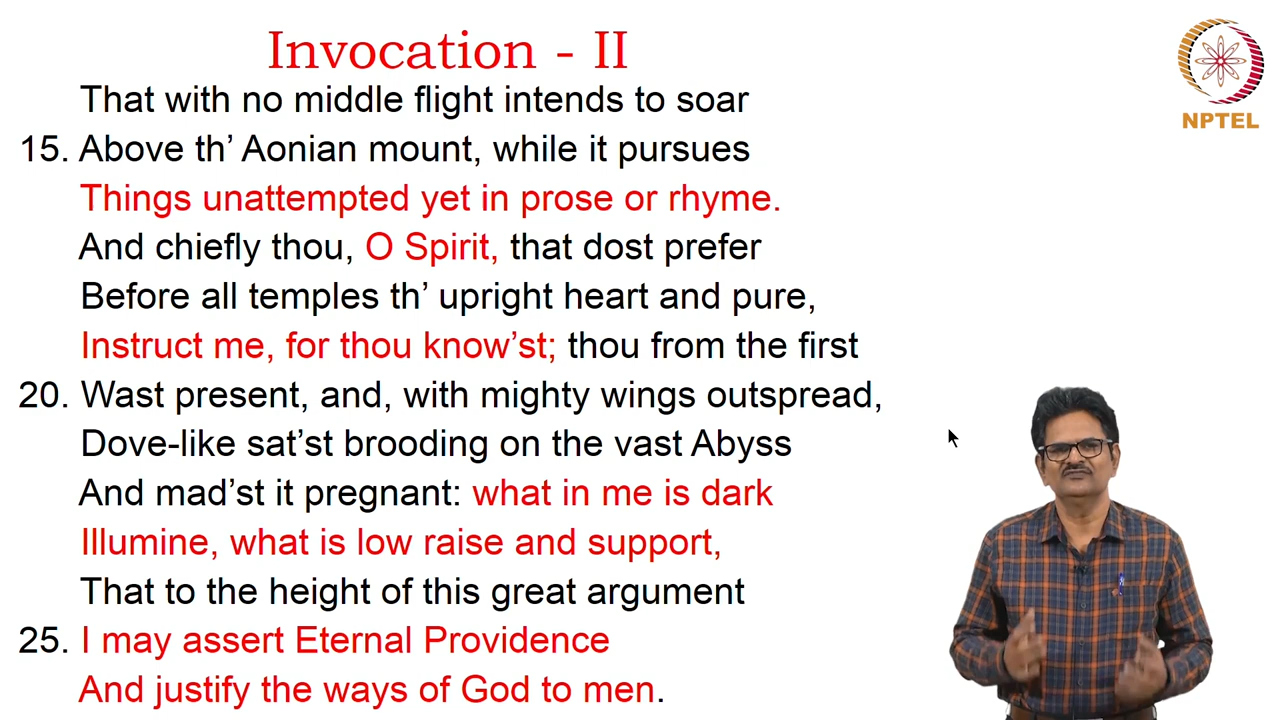 Invocation - II
NPTEL
That with no middle flight intends to soar
15. Above th’ Aonian mount, while it pursues
Things unattempted yet in prose or rhyme.
And chiefly thou, O Spirit, that dost prefer
Before all temples th’ upright heart and pure,
Instruct me, for thou know’st; thou from the first
20. Wast present, and, with mighty wings outspread,
Dove-like sat’st brooding on the vast Abyss
And mad’st it pregnant: what in me is dark
Illumine, what is low raise and support,
That to the height of this great argument
25. I may assert Eternal Providence
And justify the ways of God to men.